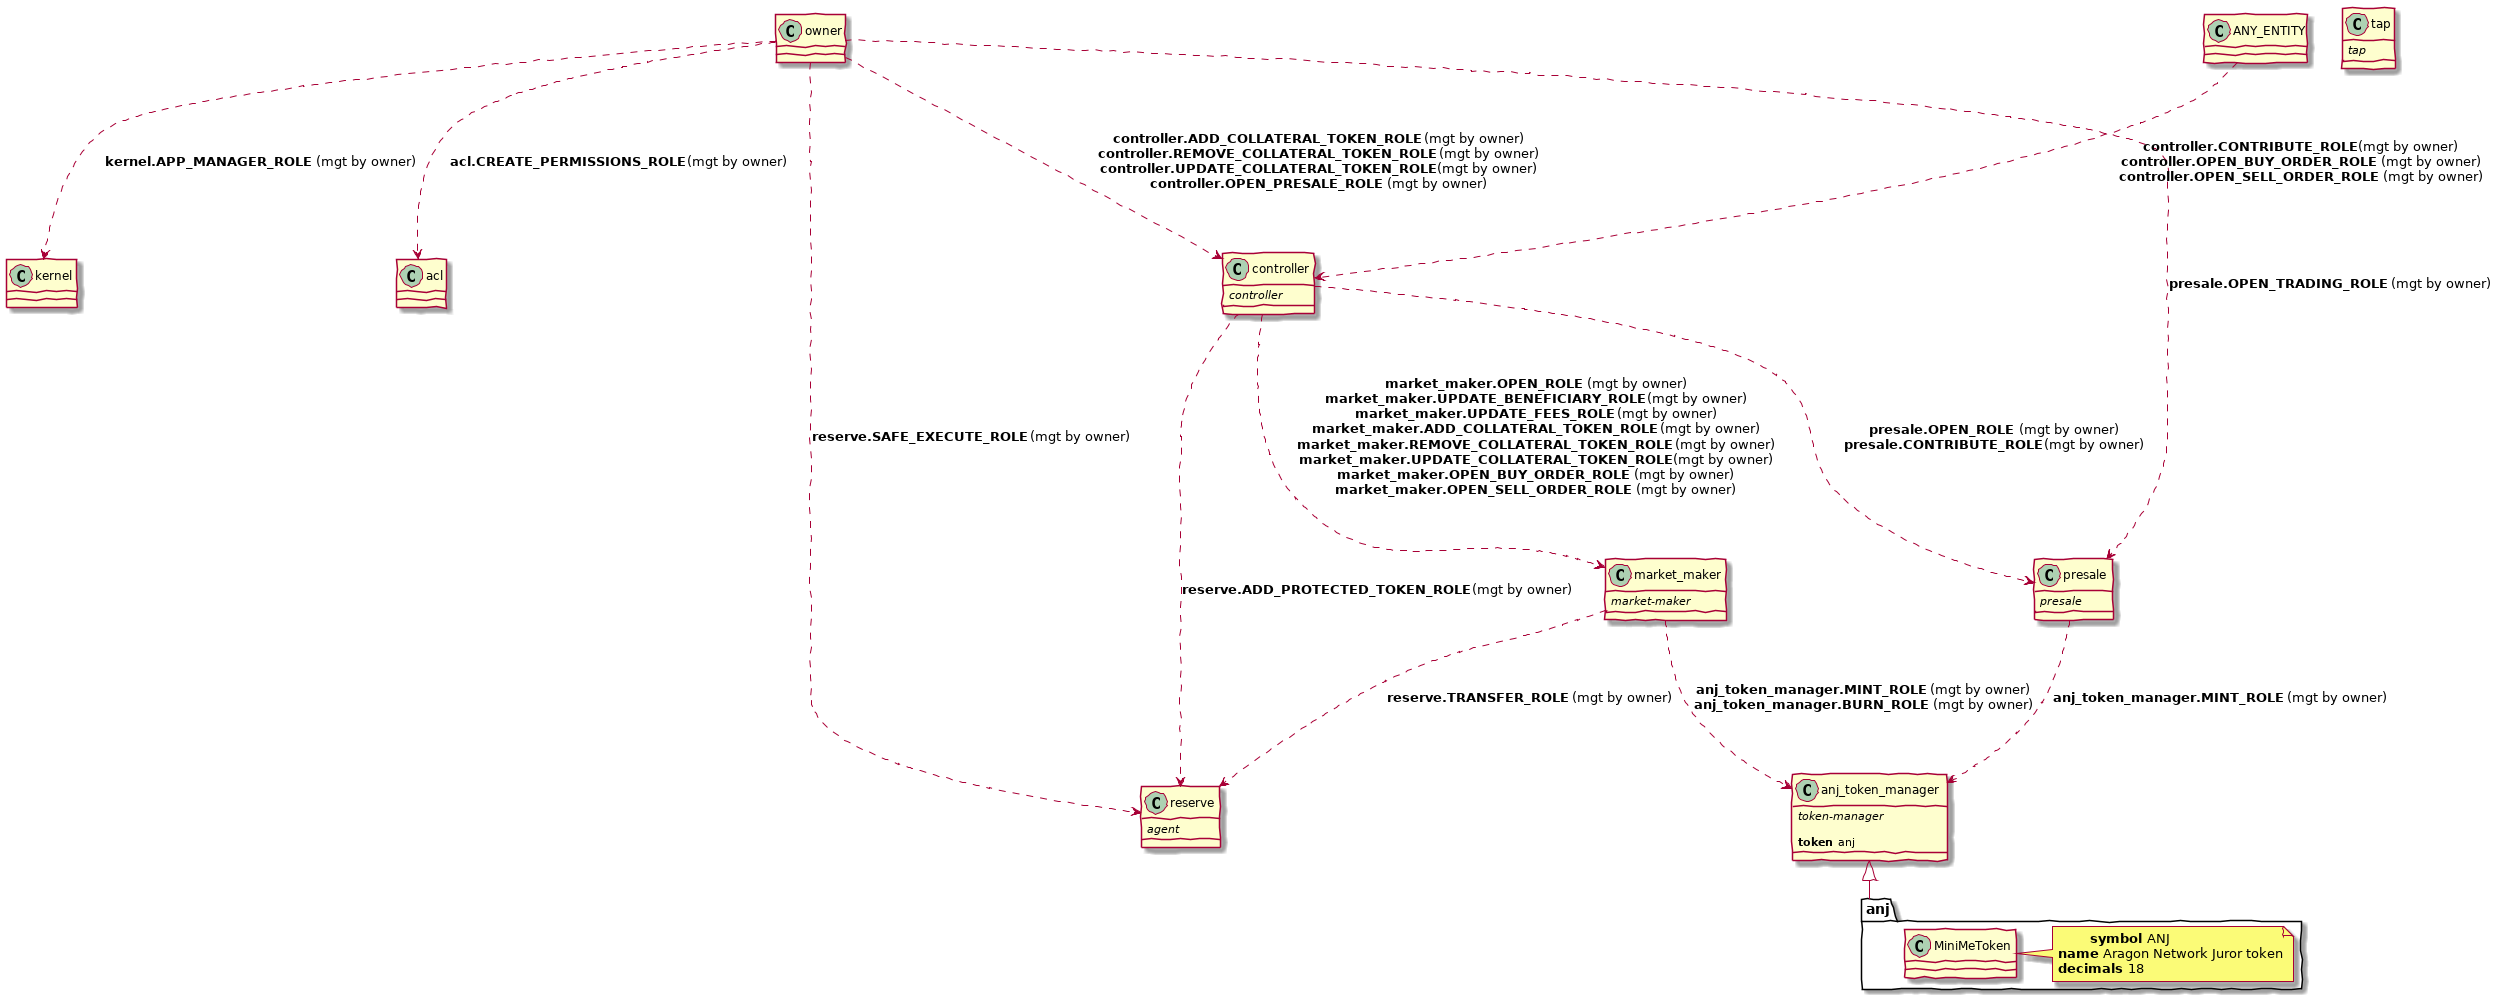 C owner
C ANY_ENTITY
C tap
tap
controller.ADD_COLLATERAL_TOKEN_ROLE (mgt by owner)
controller.REMOVE_COLLATERAL_TOKEN_ROLE (mgt by owner)
controller.UPDATE_COLLATERAL_TOKEN_ROLE (mgt by owner)
controller.OPEN_PRESALE_ROLE (mgt by owner)
controller.CONTRIBUTE_ROLE (mgt by owner)
controller.OPEN_BUY_ORDER_ROLE (mgt by owner)
controller.OPEN_SELL_ORDER_ROLE (mgt by owner)
kernel.APP_MANAGER_ROLE (mgt by owner)
acl.CREATE_PERMISSIONS_ROLE (mgt by owner)
C kernel
C acl
C controller
controller
presale.OPEN_TRADING_ROLE (mgt by owner)
market_maker.OPEN_ROLE (mgt by owner)
market_maker.UPDATE_BENEFICIARY_ROLE (mgt by owner)
market_maker.UPDATE_FEES_ROLE (mgt by owner)
market_maker.ADD_COLLATERAL_TOKEN_ROLE (mgt by owner)
market_maker.REMOVE_COLLATERAL_TOKEN_ROLE (mgt by owner)
market_maker.UPDATE_COLLATERAL_TOKEN_ROLE (mgt by owner)
market_maker.OPEN_BUY_ORDER_ROLE (mgt by owner)
market_maker.OPEN_SELL_ORDER_ROLE (mgt by owner)
reserve.SAFE_EXECUTE_ROLE (mgt by owner)
presale.OPEN_ROLE (mgt by owner)
presale.CONTRIBUTE_ROLE (mgt by owner)
reserve.ADD_PROTECTED_TOKEN_ROLE (mgt by owner)
C market_maker
market-maker
C presale
presale
reserve.TRANSFER_ROLE (mgt by owner)
anj_token_manager.MINT_ROLE (mgt by owner)
anj_token_manager.BURN_ROLE (mgt by owner)
anj_token_manager.MINT_ROLE (mgt by owner)
C reserve
agent
C anj_token_manager
token-manager
token anj
anj
C MiniMeToken
symbol ANJ
name Aragon Network Juror token
decimals 18